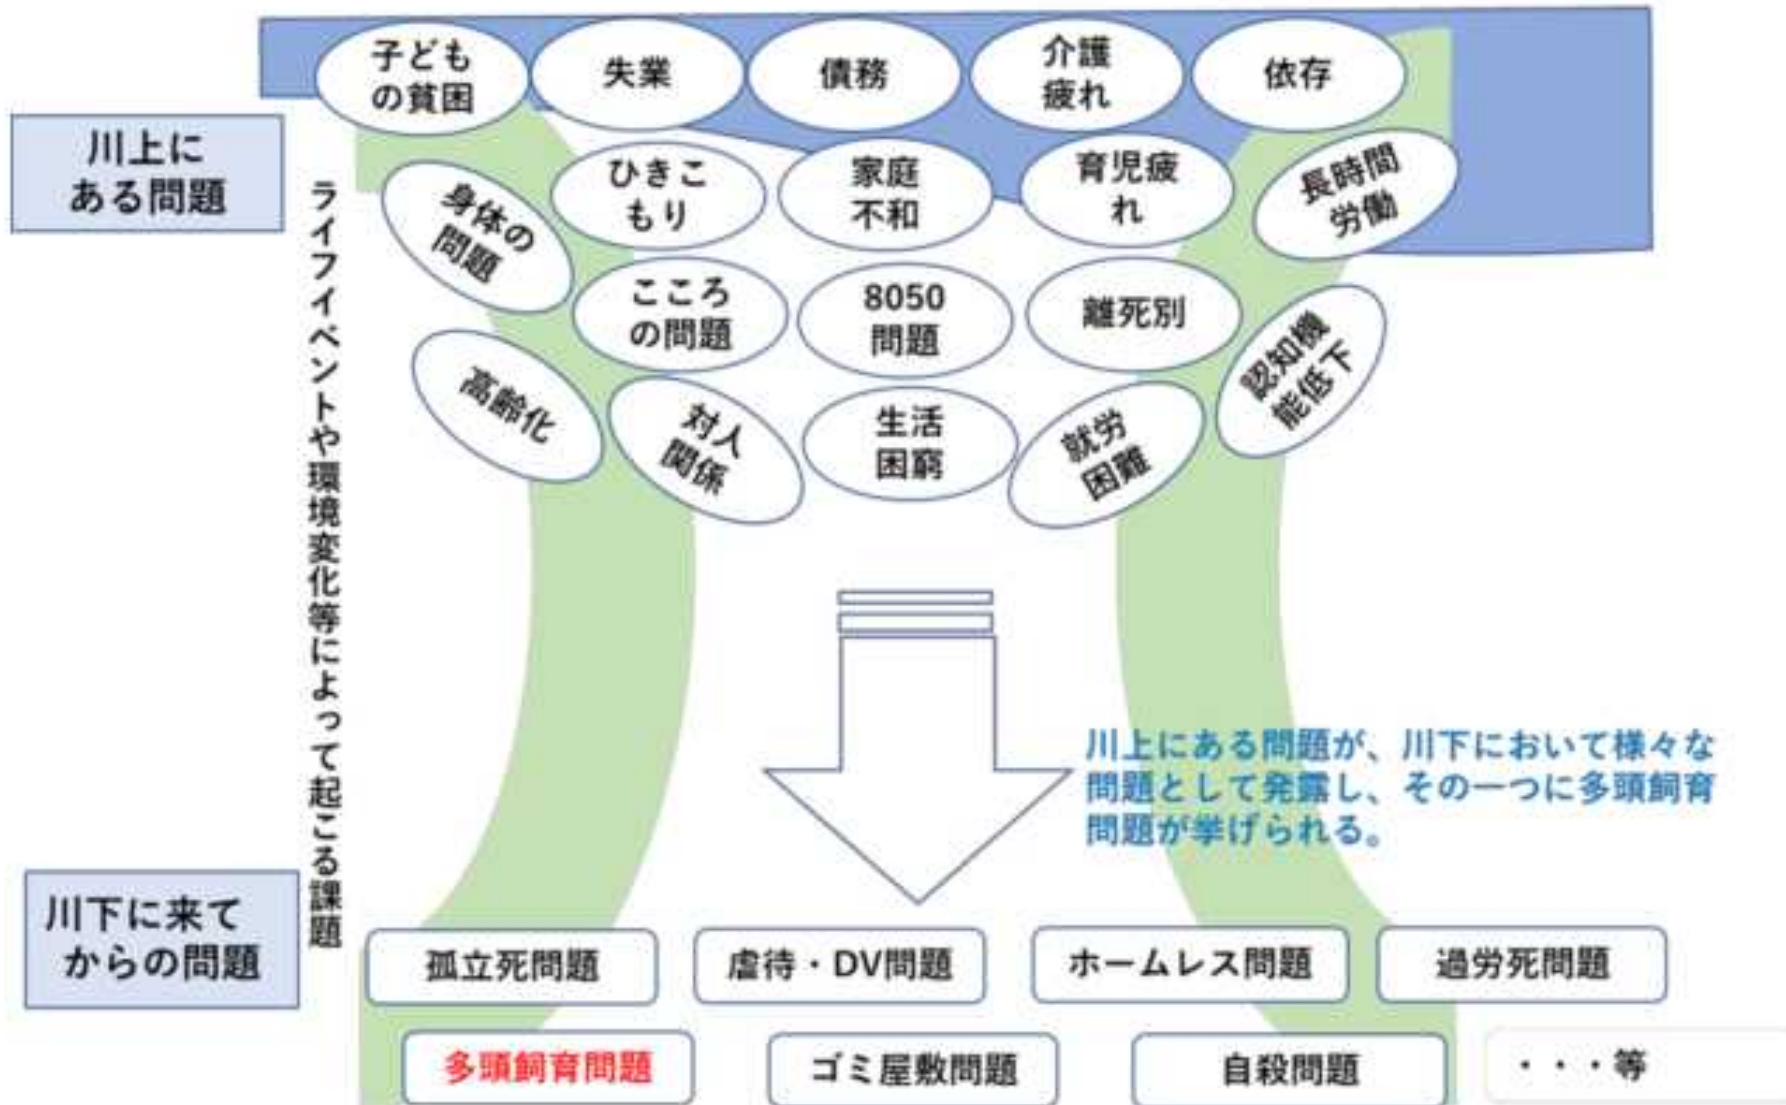 子ども
の貧困
失業
債務
介護
疲れ
依存
川上に
ある問題
身体の
問題
ひきこ
もり
家庭
不和
育児疲
れ
長時間
労働
こころ
の問題
8050
問題
離死別
認知機
能低下
高齢化
対人
関係
生活
困窮
就労
困難
ライフイベントや環境変化等によって起こる課題
川上にある問題が、川下において様々な
問題として発露し、その一つに多頭飼育
問題が挙げられる。
川下に来て
からの問題
孤立死問題
虐待・DV問題
ホームレス問題
過労死問題
多頭飼育問題
ゴミ屋敷問題
自殺問題
・・・等